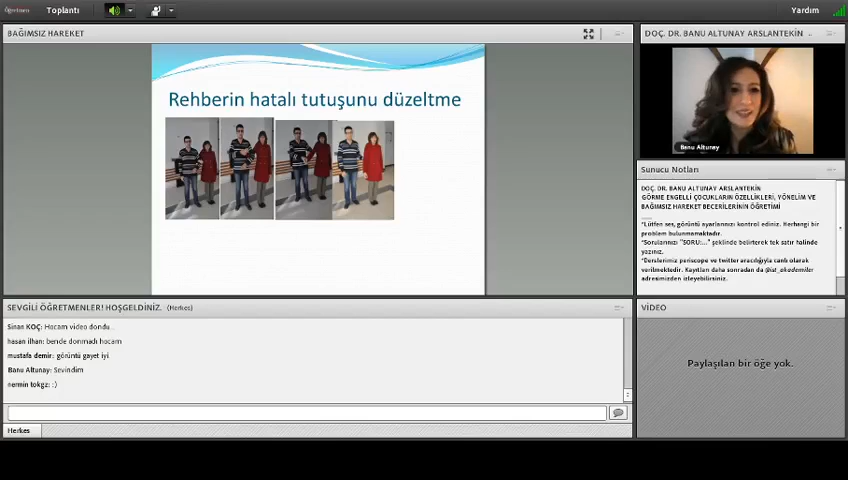 Öğretmen
Toplantı
Yardım
BAĞIMSIZ HAREKET
Rehberin hatalı tutuşunu düzeltme
DOÇ. DR. BANU ALTUNAY ARSLANTEKİN ..
Banu Altunay
Sunucu Notları
DOÇ. DR. BANU ALTUNAY ARSLANTEKİN
GÖRME ENGELLİ ÇOCUKLARIN ÖZELLİKLERİ, YÖNELİM VE
BAĞIMSIZ HAREKET BECERİLERİNİN ÖĞRETİMİ
*Lütfen ses, görüntü ayarlarınızı kontrol ediniz. Herhangi bir
problem bulunmamaktadır.
*Sorularınızı "SORU:..." şeklinde belirterek tek satır halinde
yazınız.
*Derslerimiz periscope ve twitter aracılığıyla canlı olarak
verilmektedir. Kayıtları daha sonradan da @ist_akademiler
adresimizden izleyebilirsiniz.
SEVGİLİ ÖĞRETMENLER! HOŞGELDİNİZ. (Herkes)
Sinan KOÇ: Hocam video dondu..
hasan ilhan: bende donmadı hocam
mustafa demir: görüntü gayet iyi.
Banu Altunay: Sevindim
nermin tokgz: :)
Herkes
VİDEO
Paylaşılan bir öğe yok.